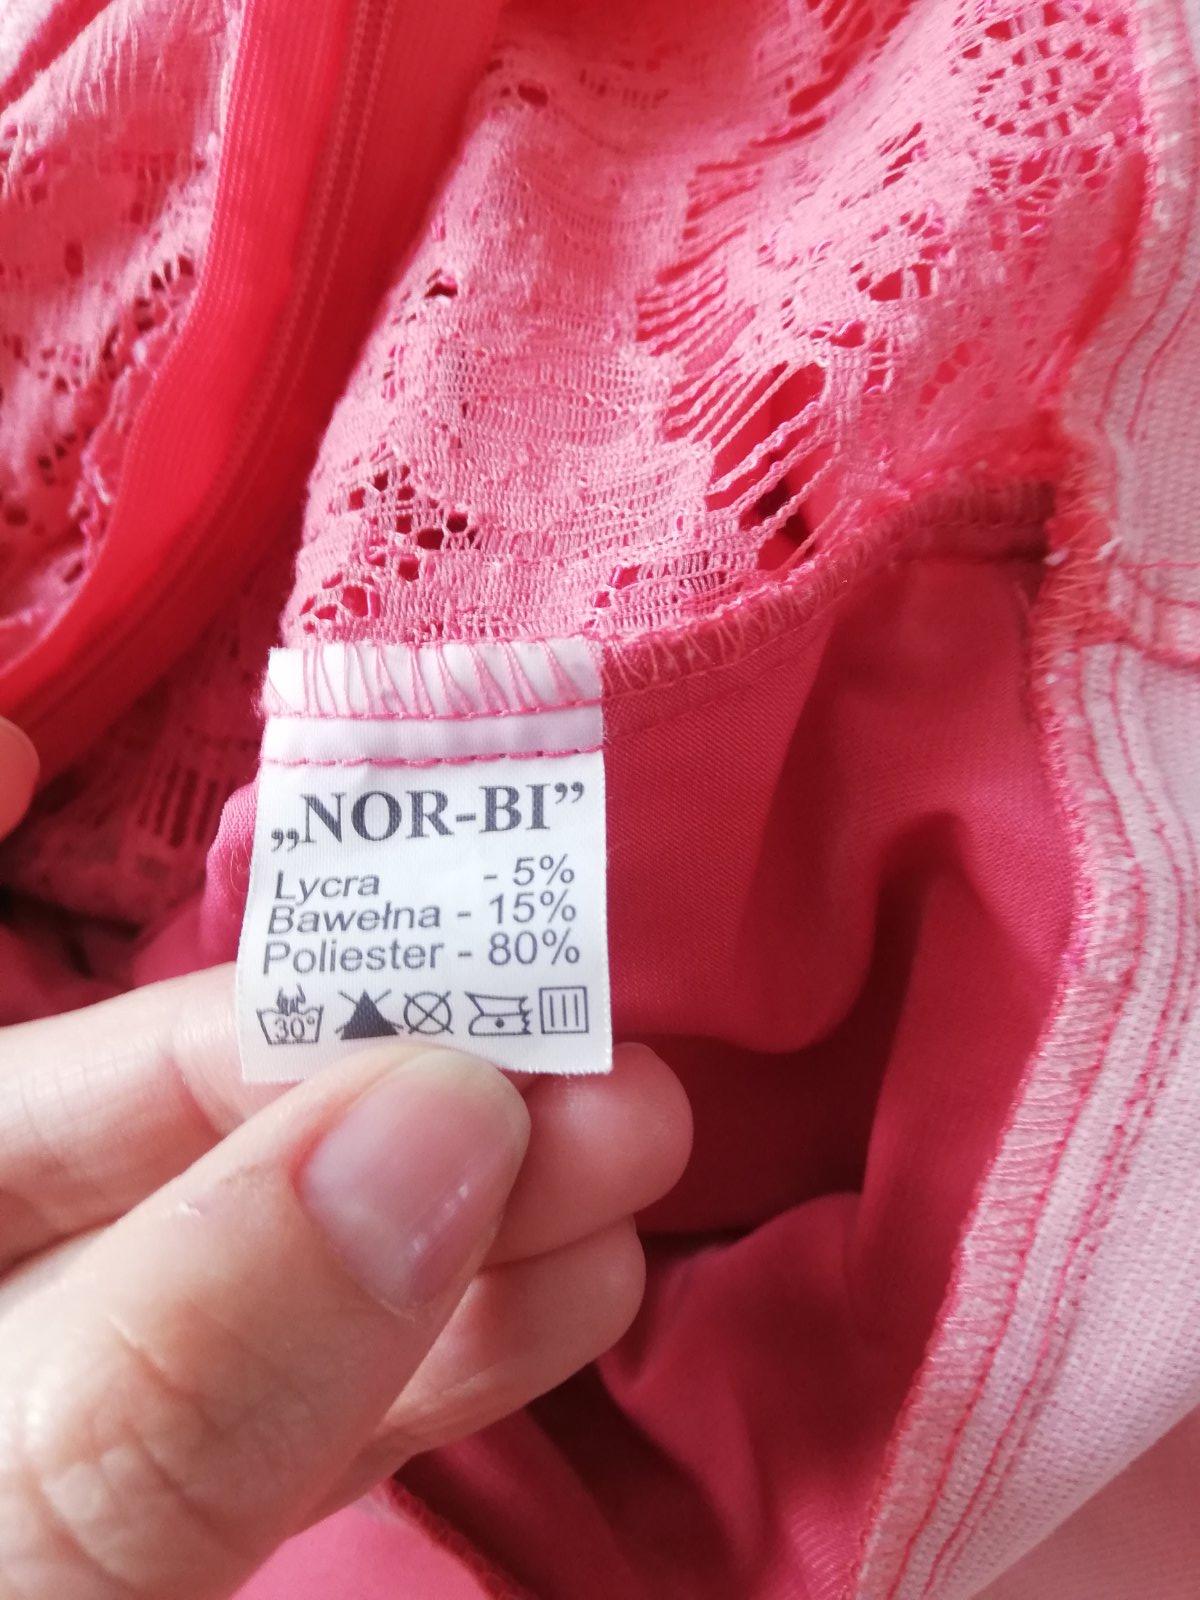 „NOR-BI”
Lycra - 5%
Bawełna - 15%
Poliester - 80%
30°